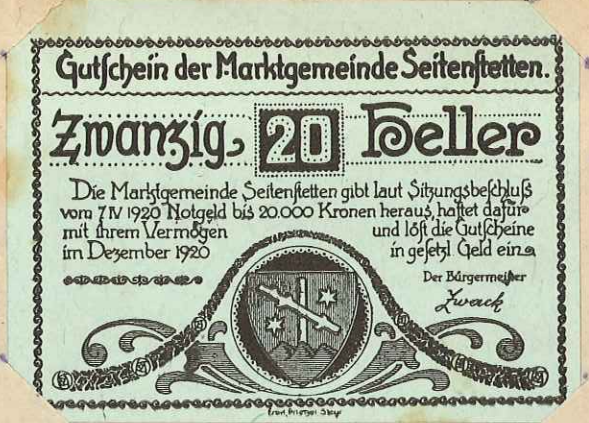 Gutſchein der Marktgemeinde Seitenſtetten.
Zwanzig 20 Heller
Die Marktgemeinde Seitenſtetten gibt laut Sitzungsbeſchluſs
vom 7 IV 1920 Notgeld bis 20.000 Kronen heraus, haftet dafür
mit ihrem Vermögen und löſt die Gutſcheine
im Dezember 1920 in geſetzl Geld ein
Der Bürgermeiſter
Zwack